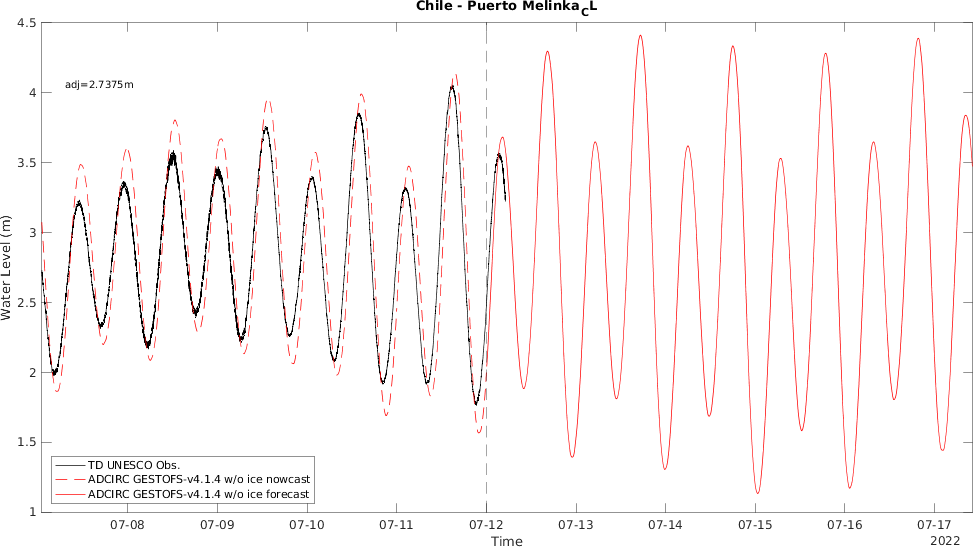 Chile - Puerto Melinka_CL
4.5
4
adj=2.7375m
3.5
3
2.5
2
1.5
1
Water Level (m)
TD UNESCO Obs.
ADCIRC GESTOFS-v4.1.4 w/o ice nowcast
ADCIRC GESTOFS-v4.1.4 w/o ice forecast
07-08 07-09 07-10 07-11 07-12 07-13 07-14 07-15 07-16 07-17
Time
2022